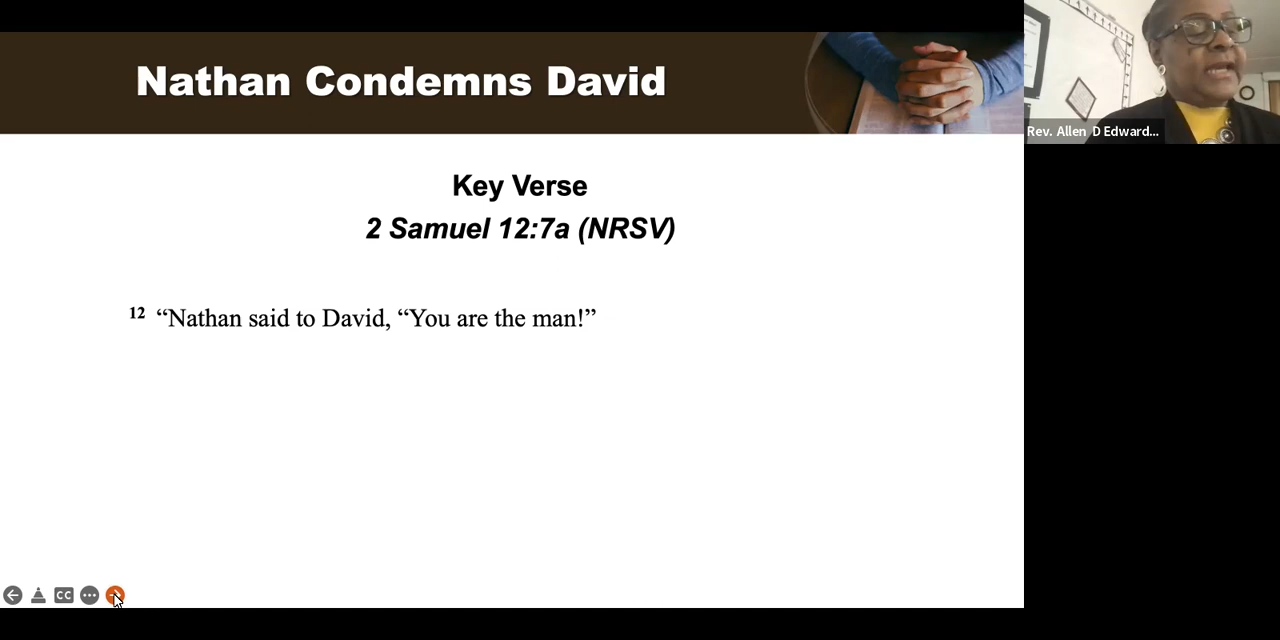 Nathan Condemns David
Rev. Allen D Edward...
Key Verse
2 Samuel 12:7a (NRSV)
12 “Nathan said to David, “You are the man!”
CC